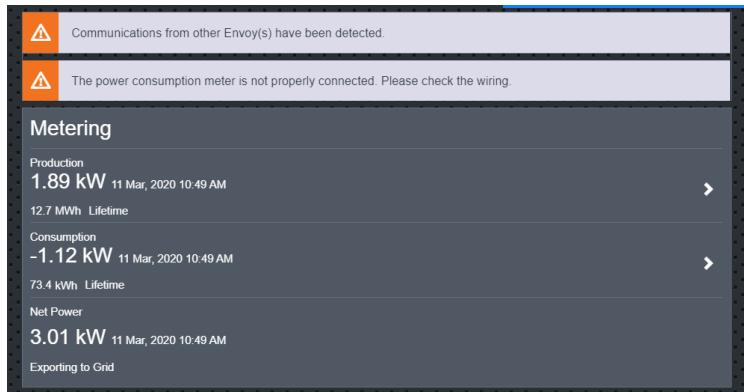 Communications from other Envoy(s) have been detected.
The power consumption meter is not properly connected. Please check the wiring.
Metering
Production
1.89 kW 11 Mar, 2020 10:49 AM
12.7 MWh Lifetime
Consumption
-1.12 kW 11 Mar, 2020 10:49 AM
73.4 kWh Lifetime
Net Power
3.01 kW 11 Mar, 2020 10:49 AM
Exporting to Grid